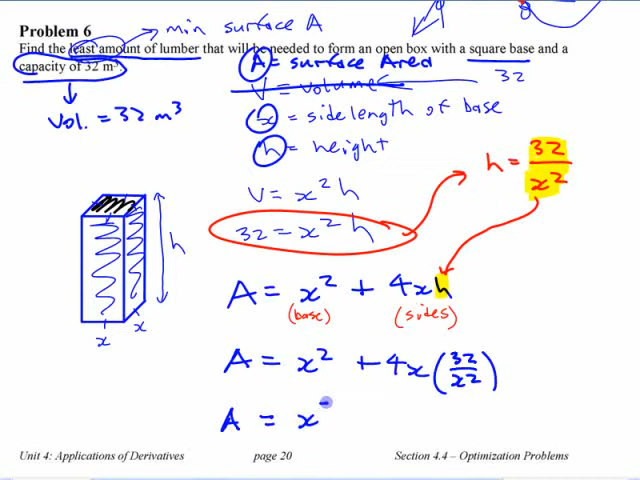 Problem 6
min surface A
Find the least amount of lumber that will be needed to form an open box with a square base and a
capacity of 32 m³.
A = surface Area
32
V = volume
Vol. = 32 m³
x = sidelength of base
h = height
h = 32/x²
V = x²h
32 = x²h
h
A = x² + 4xh
(base) (sides)
x
x
A = x² + 4x(32/x²)
A = x
Unit 4: Applications of Derivatives page 20 Section 4.4 – Optimization Problems